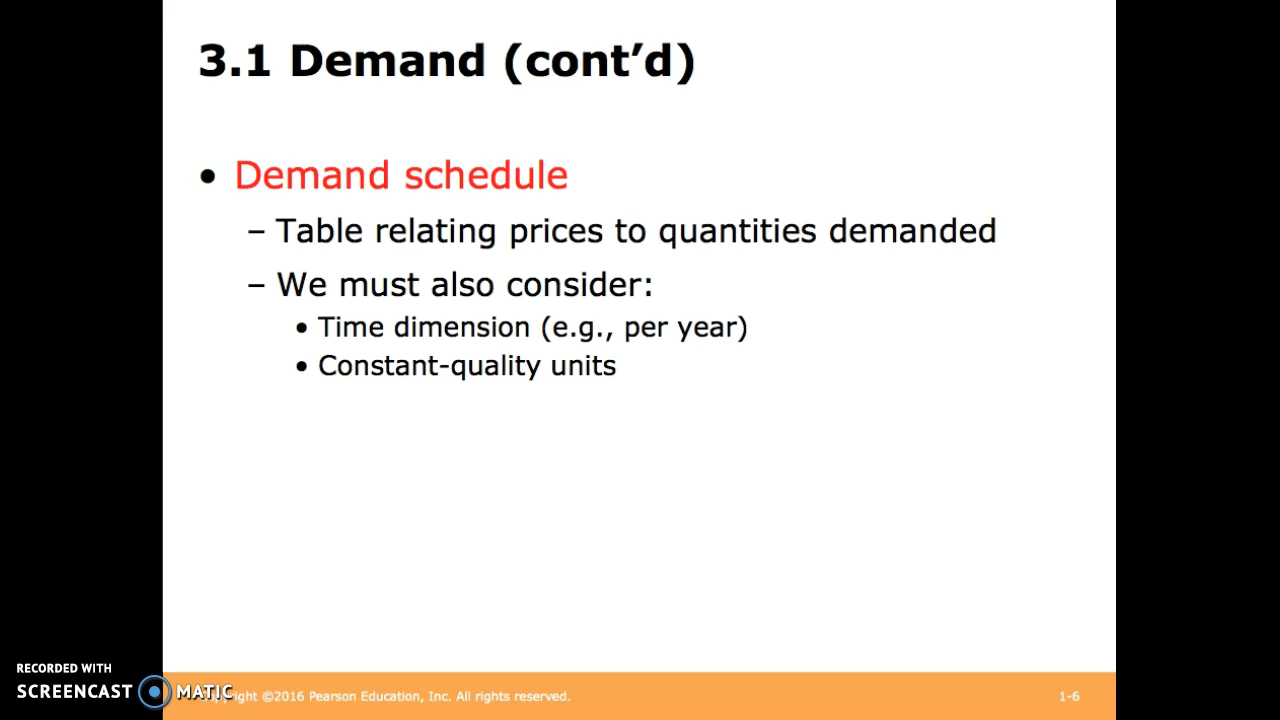 3.1 Demand (cont’d)
• Demand schedule
– Table relating prices to quantities demanded
– We must also consider:
• Time dimension (e.g., per year)
• Constant-quality units
RECORDED WITH
SCREENCAST MATIC
©2016 Pearson Education, Inc. All rights reserved.
1-6